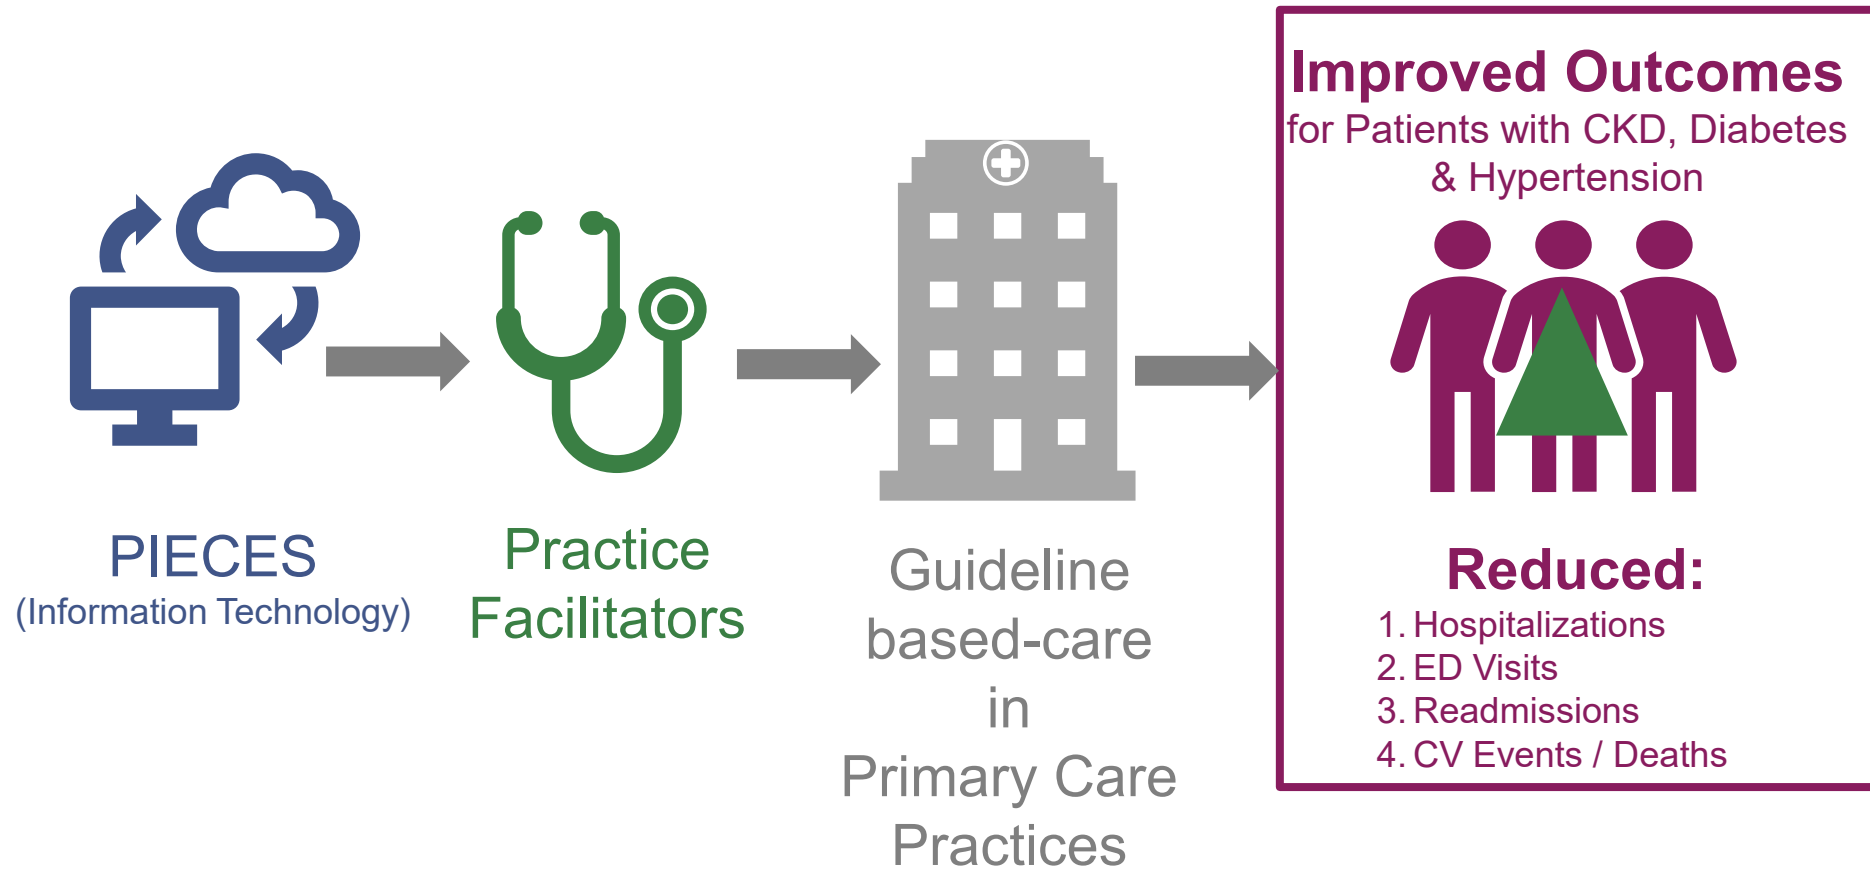 PIECES
(Information Technology)
Practice
Facilitators
Guideline
based-care
in
Primary Care
Practices
Improved Outcomes
for Patients with CKD, Diabetes
& Hypertension
Reduced:
1. Hospitalizations
2. ED Visits
3. Readmissions
4. CV Events / Deaths